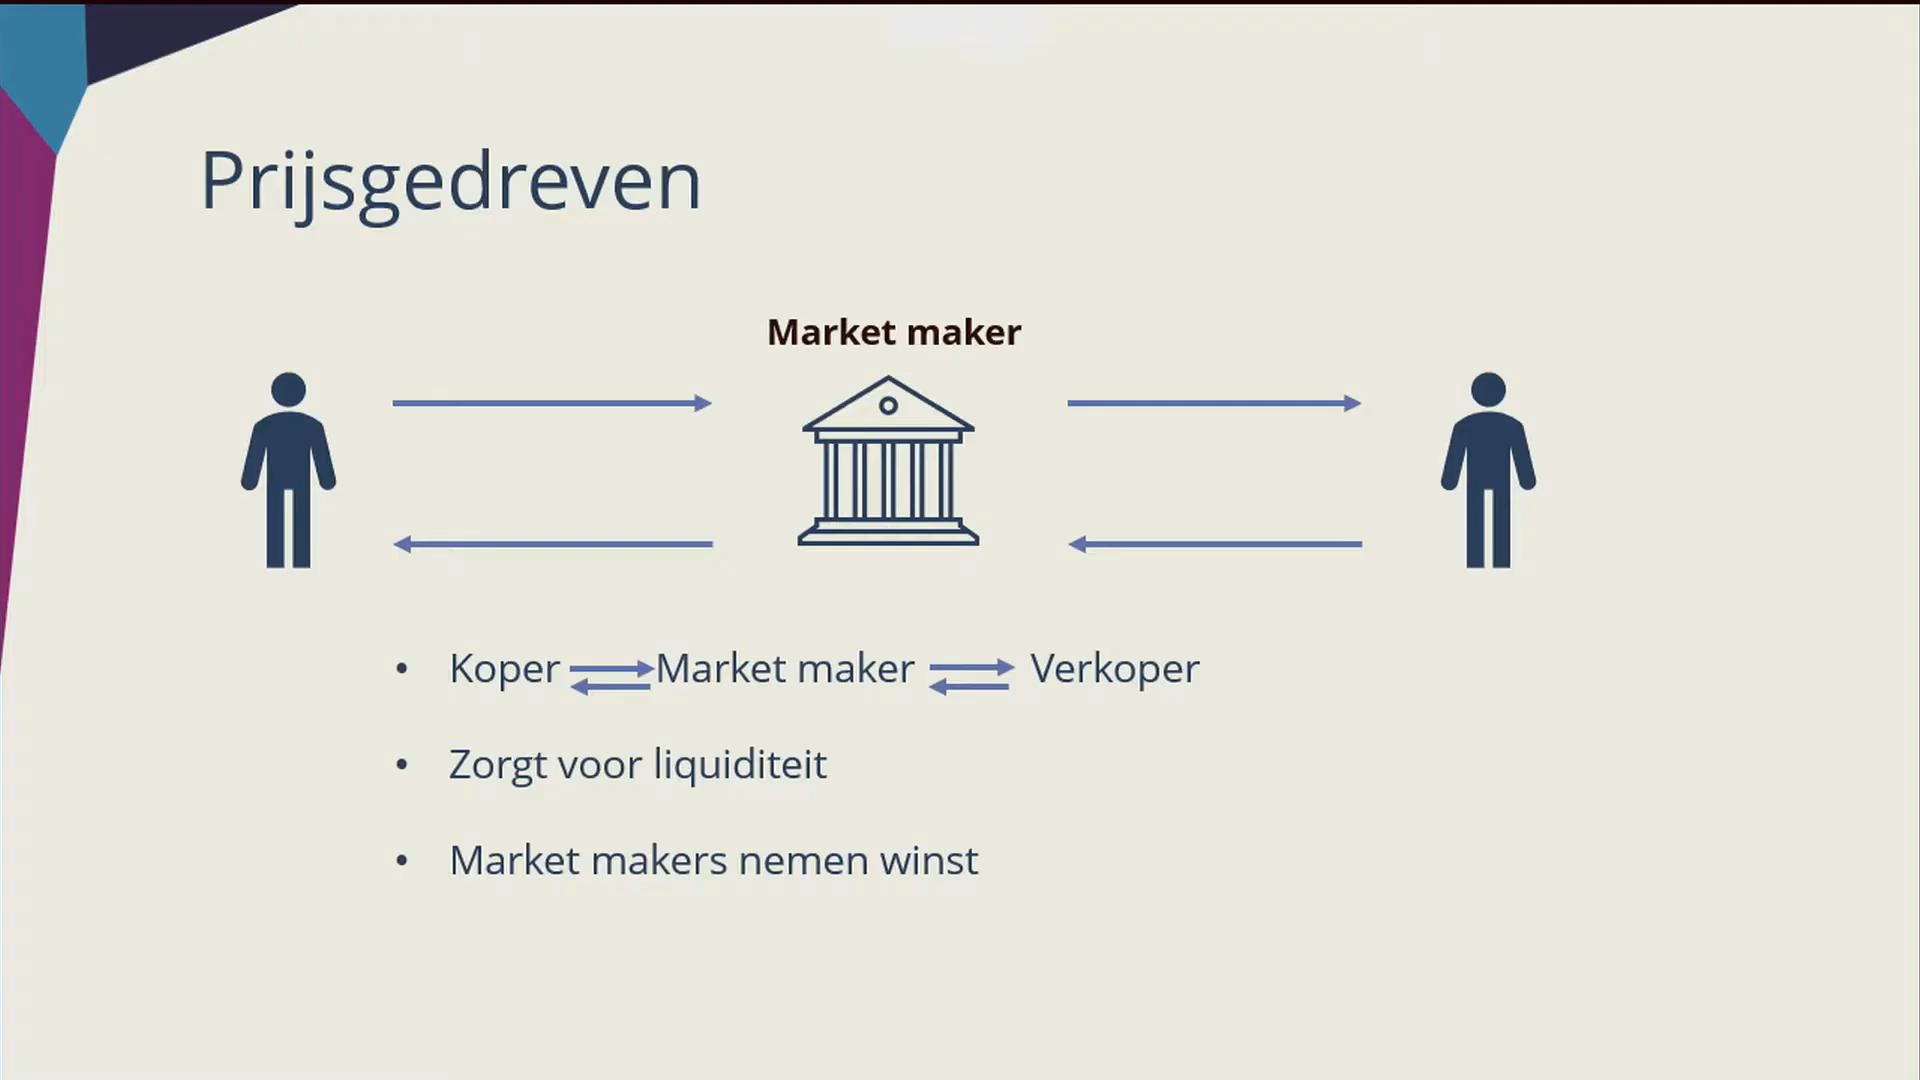 Prijsgedreven
Market maker
• Koper Market maker Verkoper
• Zorgt voor liquiditeit
• Market makers nemen winst